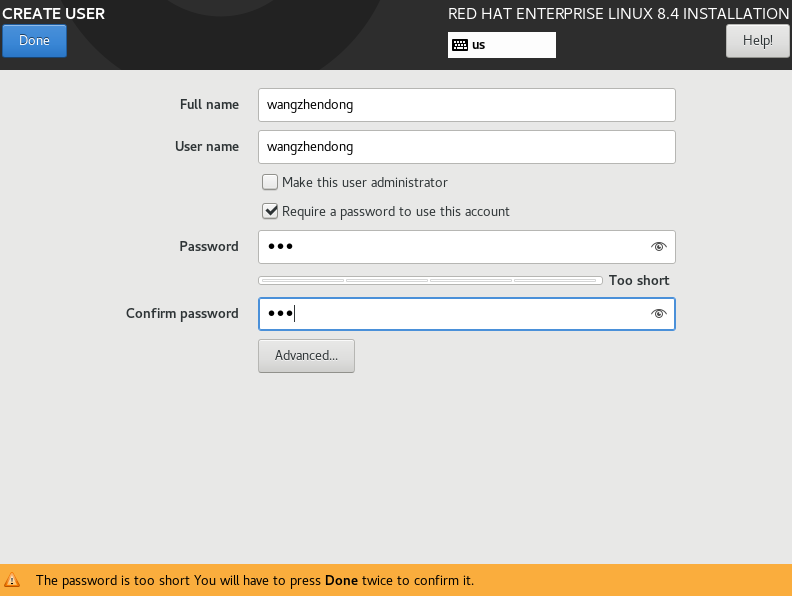 CREATE USER
RED HAT ENTERPRISE LINUX 8.4 INSTALLATION
Done
us
Help!
Full name
wangzhendong
User name
wangzhendong
Make this user administrator
Require a password to use this account
Password
●●●
Too short
Confirm password
●●●
Advanced...
The password is too short You will have to press Done twice to confirm it.